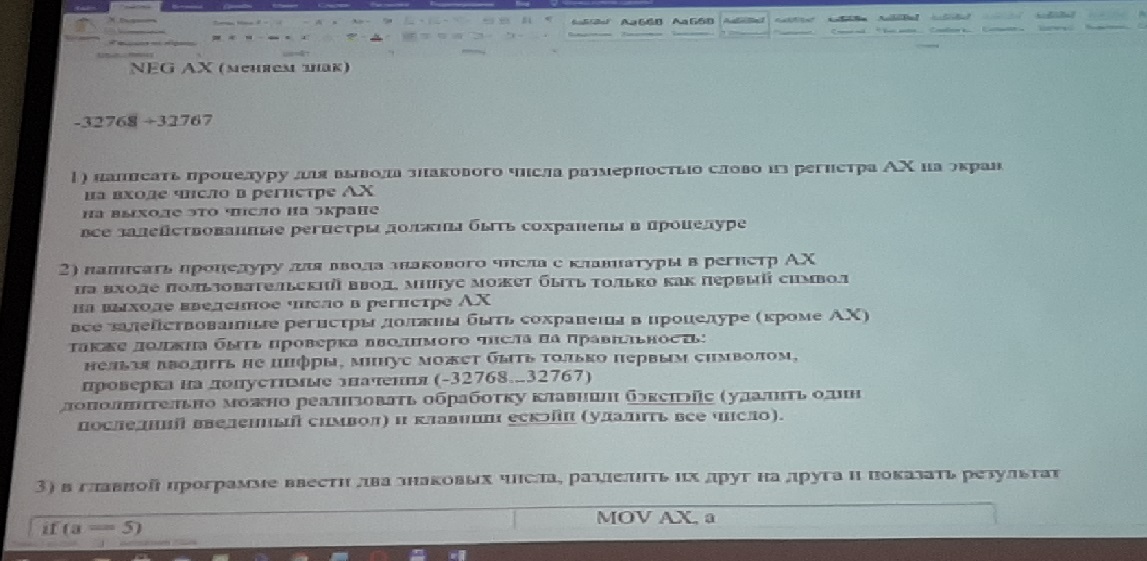 NEG AX (меняем знак)
-32768 +32767
1) написать процедуру для вывода знакового числа размерностью слово из регистра AX на экран
на входе число в регистре AX
на выходе это число на экране
все задействованные регистры должны быть сохранены в процедуре
2) написать процедуру для ввода знакового числа с клавиатуры в регистр AX
на входе пользовательский ввод, минус может быть только как первый символ
на выходе введенное число в регистре AX
все задействованные регистры должны быть сохранены в процедуре (кроме AX)
также должна быть проверка вводимого числа на правильность:
нельзя вводить не цифры, минус может быть только первым символом,
проверка на допустимые значения (-32768...32767)
дополнительно можно реализовать обработку клавиши бэкспэйс (удалить один
последний введенный символ) и клавиши ескэйп (удалить все число).
3) в главной программе ввести два знаковых числа, разделить их друг на друга и показать результат
if (a == 5) MOV AX, a